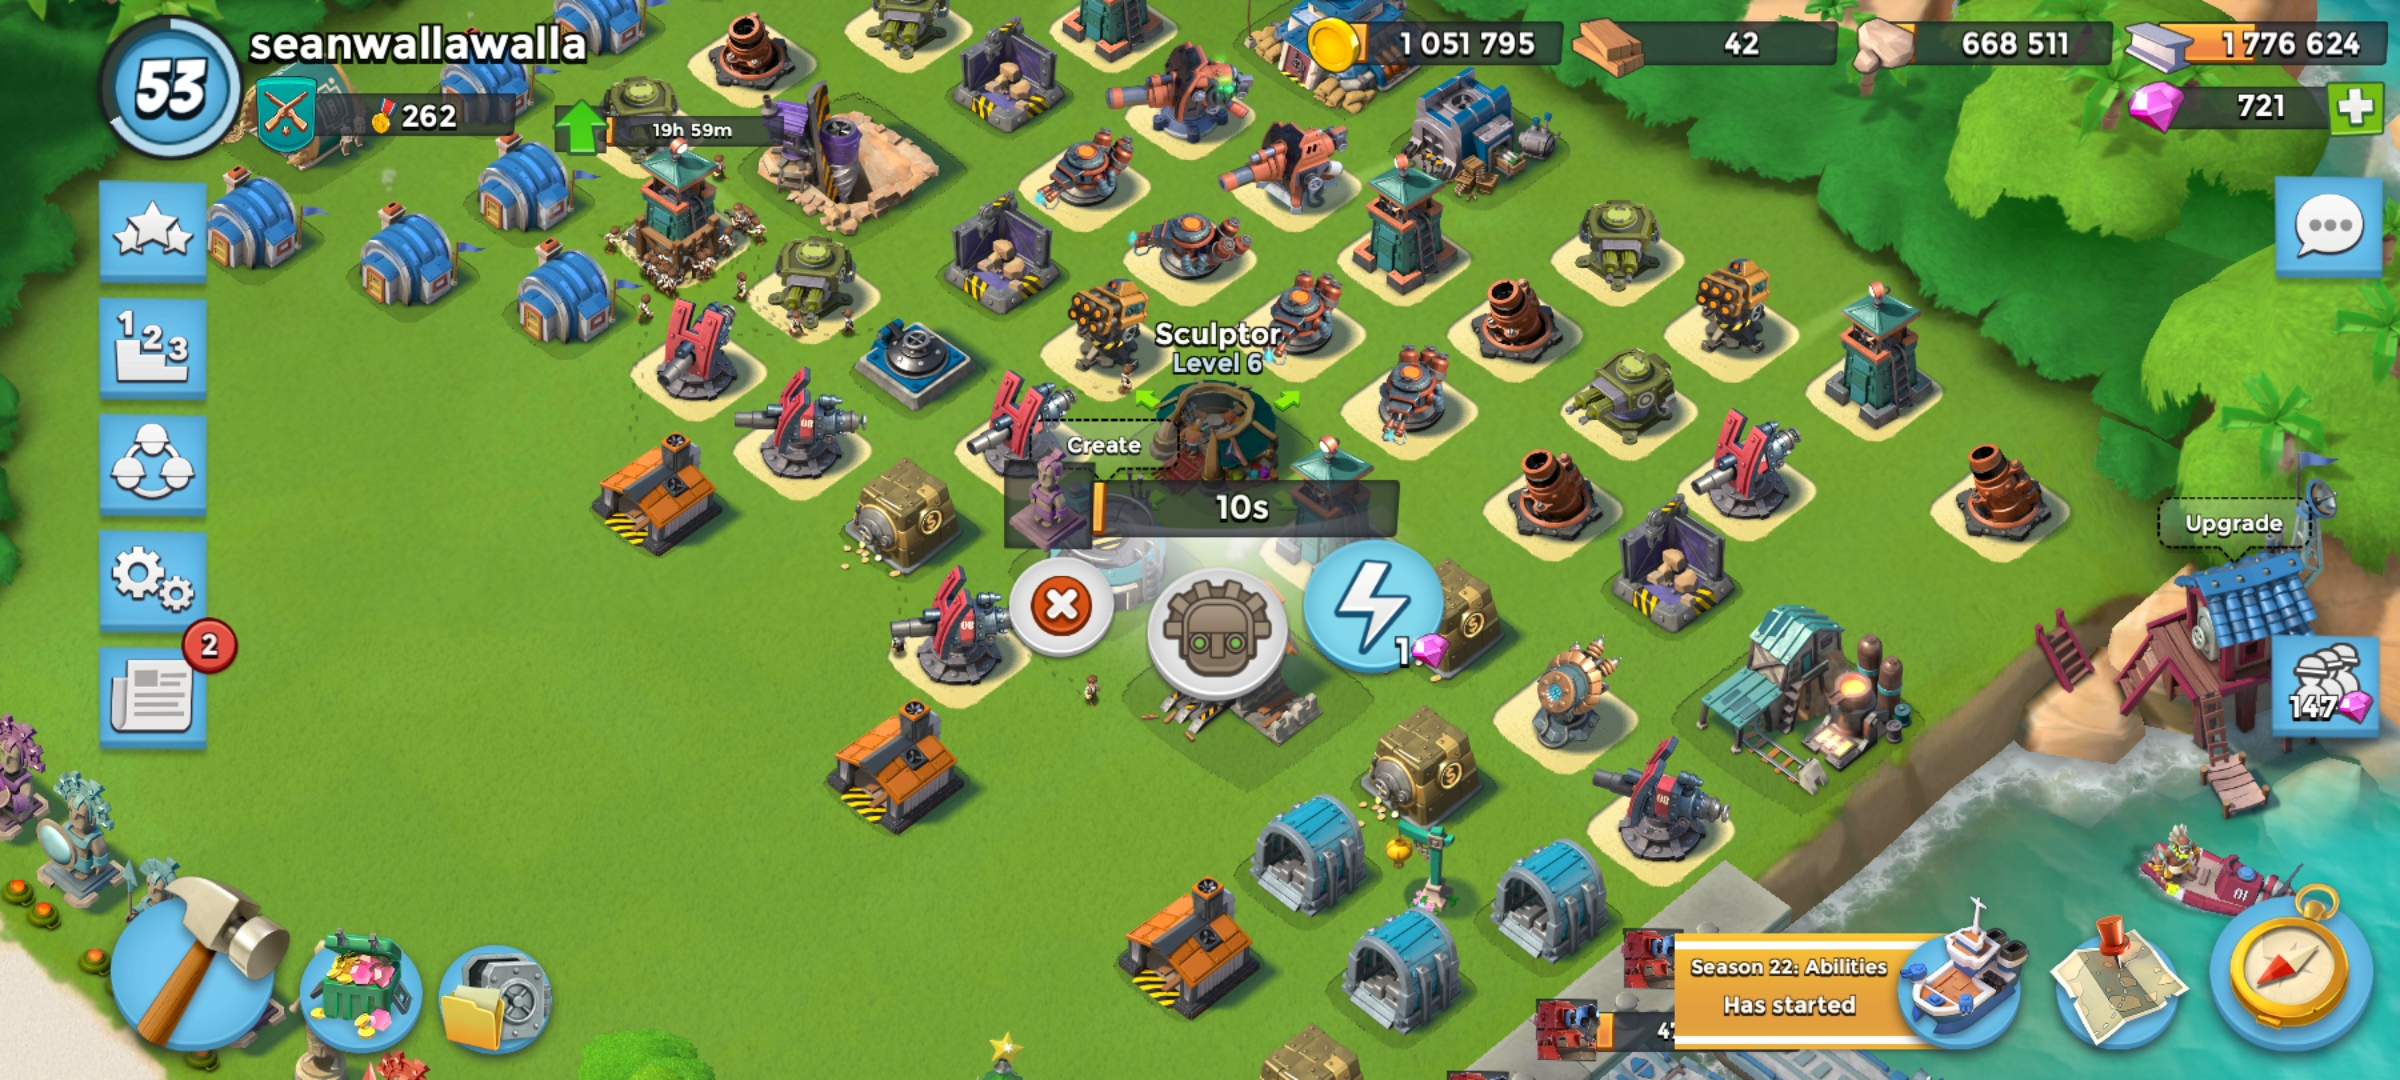 53
seanwallawalla
262
19h 59m
1 051 795
42
668 511
1 776 624
721
123
Sculptor
Level 6
Create
10s
1
Upgrade
2
147
Season 22: Abilities
Has started